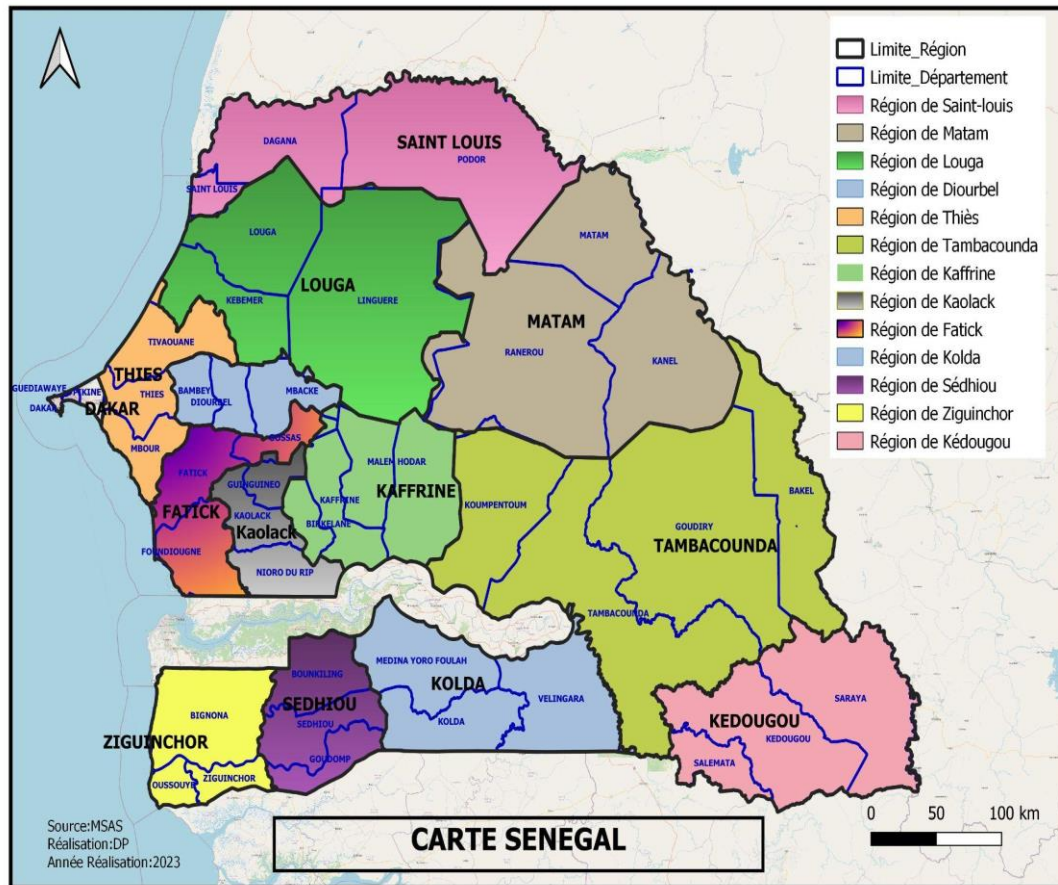 Limite_Région
Limite_Département
Région de Saint-louis
Région de Matam
Région de Louga
Région de Diourbel
Région de Thiès
Région de Tambacounda
Région de Kaffrine
Région de Kaolack
Région de Fatick
Région de Kolda
Région de Sédhiou
Région de Ziguinchor
Région de Kédougou
DAGANA
SAINT LOUIS
PODOR
SAINT LOUIS
LOUGA
MATAM
LOUGA
KEBEMER
LINGUERE
MATAM
RANEROU
KANEL
TIVAOUANE
THIES
THIES
BAMBEY
DIOURBEL
MBACKE
GUEDIAWAYE
DAKAR
DAKAR
MBOUR
FATICK
GUINGUINEO
MALEM HODAR
KAFFRINE
KAFFRINE
KOUMPENTOUM
BAKEL
FATICK
KAOLACK
Kaolack
BIRKELANE
GOUDIRY
TAMBACOUNDA
FOUNDIOUGNE
NIORO DU RIP
TAMBACOUNDA
BOUNKILING
MEDINA YORO FOULAH
KOLDA
VELINGARA
SARAYA
SEDHIOU
SEDHIOU
KOLDA
BIGNONA
ZIGUINCHOR
GOUDOMP
KEDOUGOU
KEDOUGOU
SALEMATA
OUSSOUYE
ZIGUINCHOR
0 50 100 km
Source:MSAS
Réalisation:DP
Année Réalisation:2023
CARTE SENEGAL